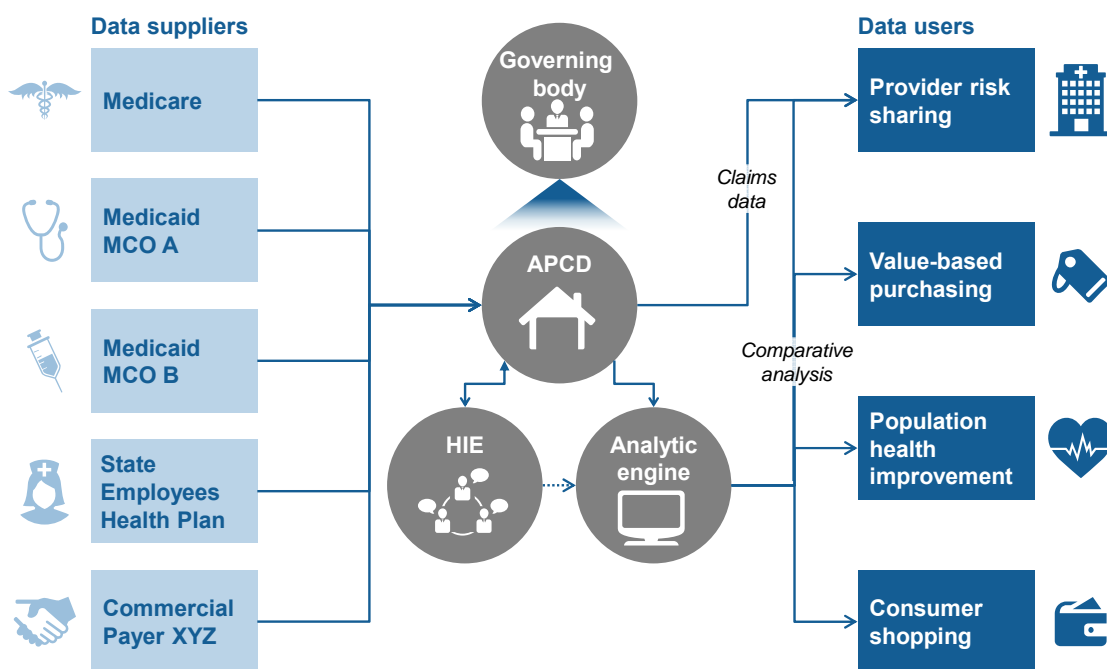 Data suppliers
Medicare
Medicaid
MCO A
Medicaid
MCO B
State
Employees
Health Plan
Commercial
Payer XYZ
Governing
body
APCD
HIE
Analytic
engine
Claims
data
Comparative
analysis
Data users
Provider risk
sharing
Value-based
purchasing
Population
health
improvement
Consumer
shopping